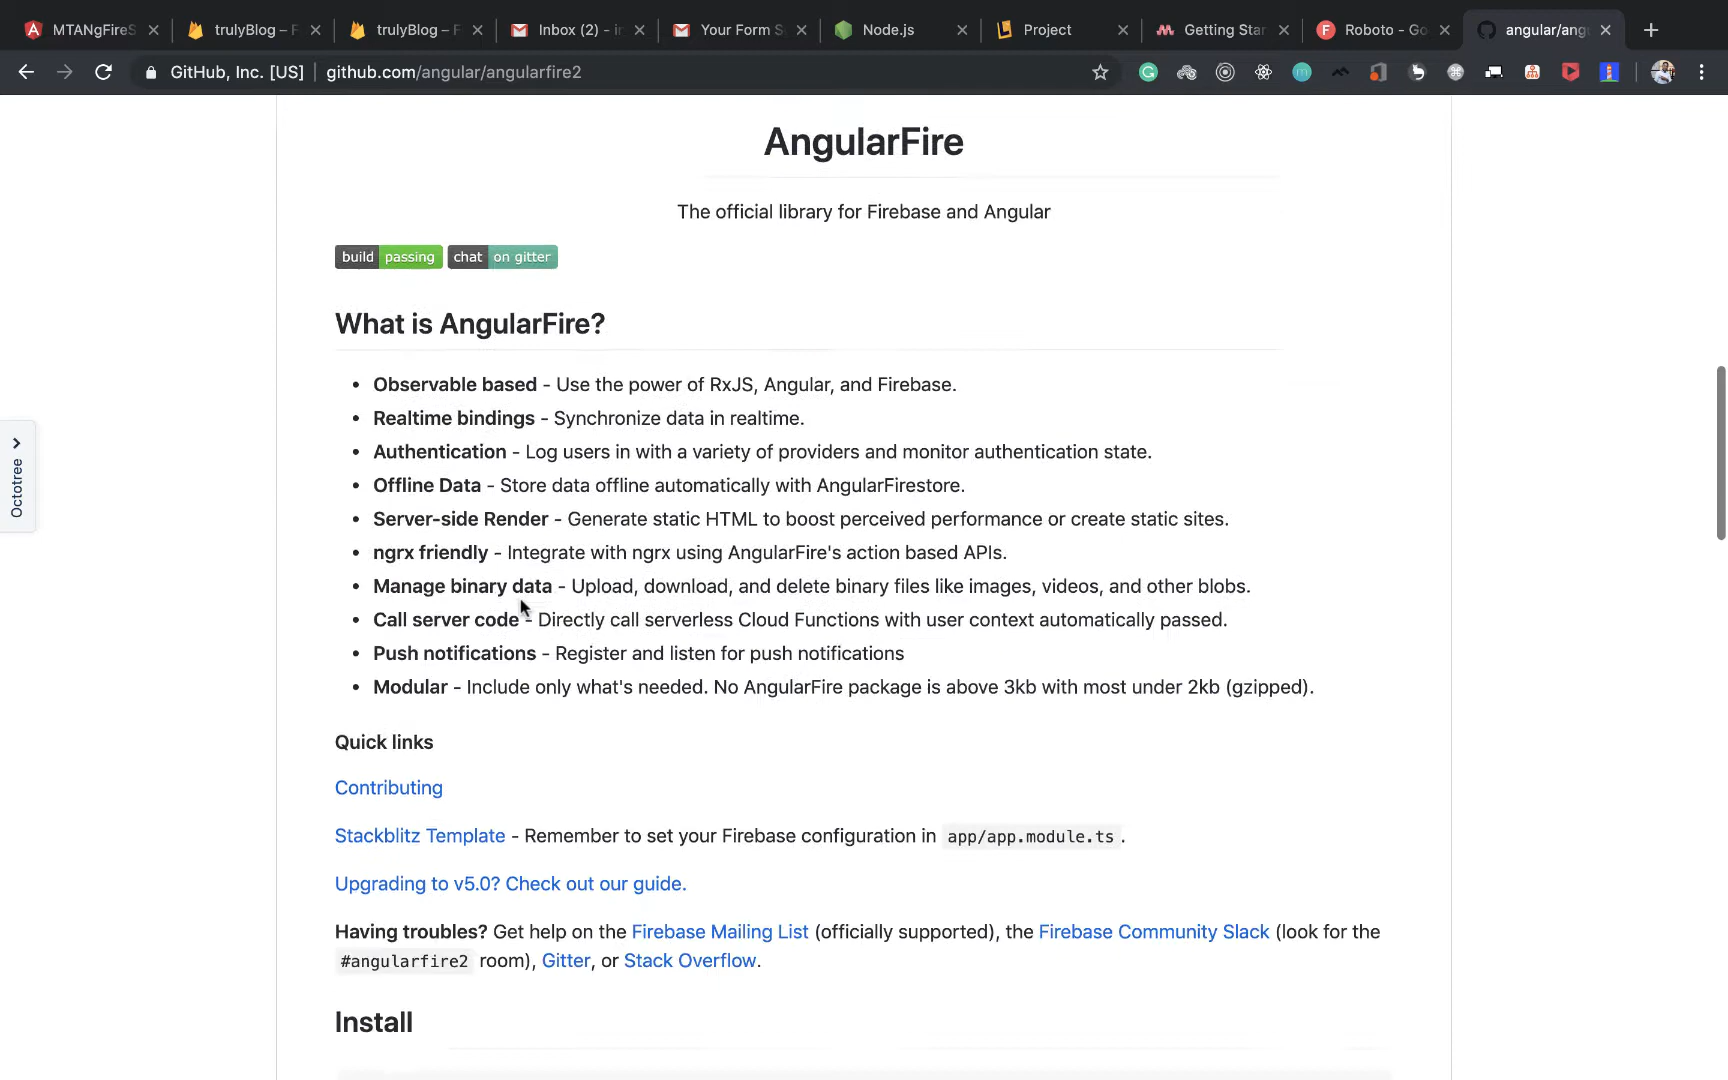 MTANgFireS
trulyBlog – F
trulyBlog – F
Inbox (2) - in
Your Form S
Node.js
Project
Getting Star
Roboto - Go
angular/ang
GitHub, Inc. [US] | github.com/angular/angularfire2
AngularFire
The official library for Firebase and Angular
build passing chat on gitter
What is AngularFire?
• Observable based - Use the power of RxJS, Angular, and Firebase.
• Realtime bindings - Synchronize data in realtime.
• Authentication - Log users in with a variety of providers and monitor authentication state.
• Offline Data - Store data offline automatically with AngularFirestore.
• Server-side Render - Generate static HTML to boost perceived performance or create static sites.
• ngrx friendly - Integrate with ngrx using AngularFire's action based APIs.
• Manage binary data - Upload, download, and delete binary files like images, videos, and other blobs.
• Call server code - Directly call serverless Cloud Functions with user context automatically passed.
• Push notifications - Register and listen for push notifications
• Modular - Include only what's needed. No AngularFire package is above 3kb with most under 2kb (gzipped).
Octotree
Quick links
Contributing
Stackblitz Template - Remember to set your Firebase configuration in app/app.module.ts .
Upgrading to v5.0? Check out our guide.
Having troubles? Get help on the Firebase Mailing List (officially supported), the Firebase Community Slack (look for the
#angularfire2 room), Gitter, or Stack Overflow.
Install